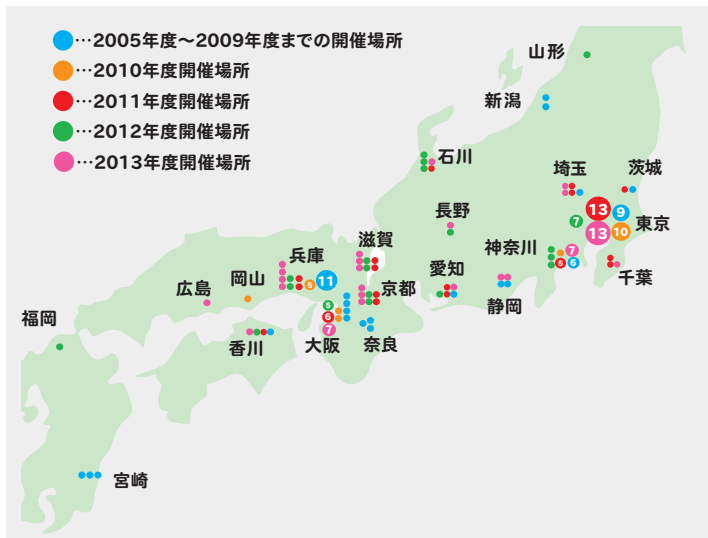 …2005年度～2009年度までの開催場所
…2010年度開催場所
…2011年度開催場所
…2012年度開催場所
…2013年度開催場所
山形
新潟
石川
埼玉
茨城
13
9
7
13
10
東京
長野
神奈川
7
5
6
千葉
滋賀
兵庫
5
11
愛知
静岡
岡山
広島
京都
5
6
7
福岡
香川
大阪
奈良
宮崎